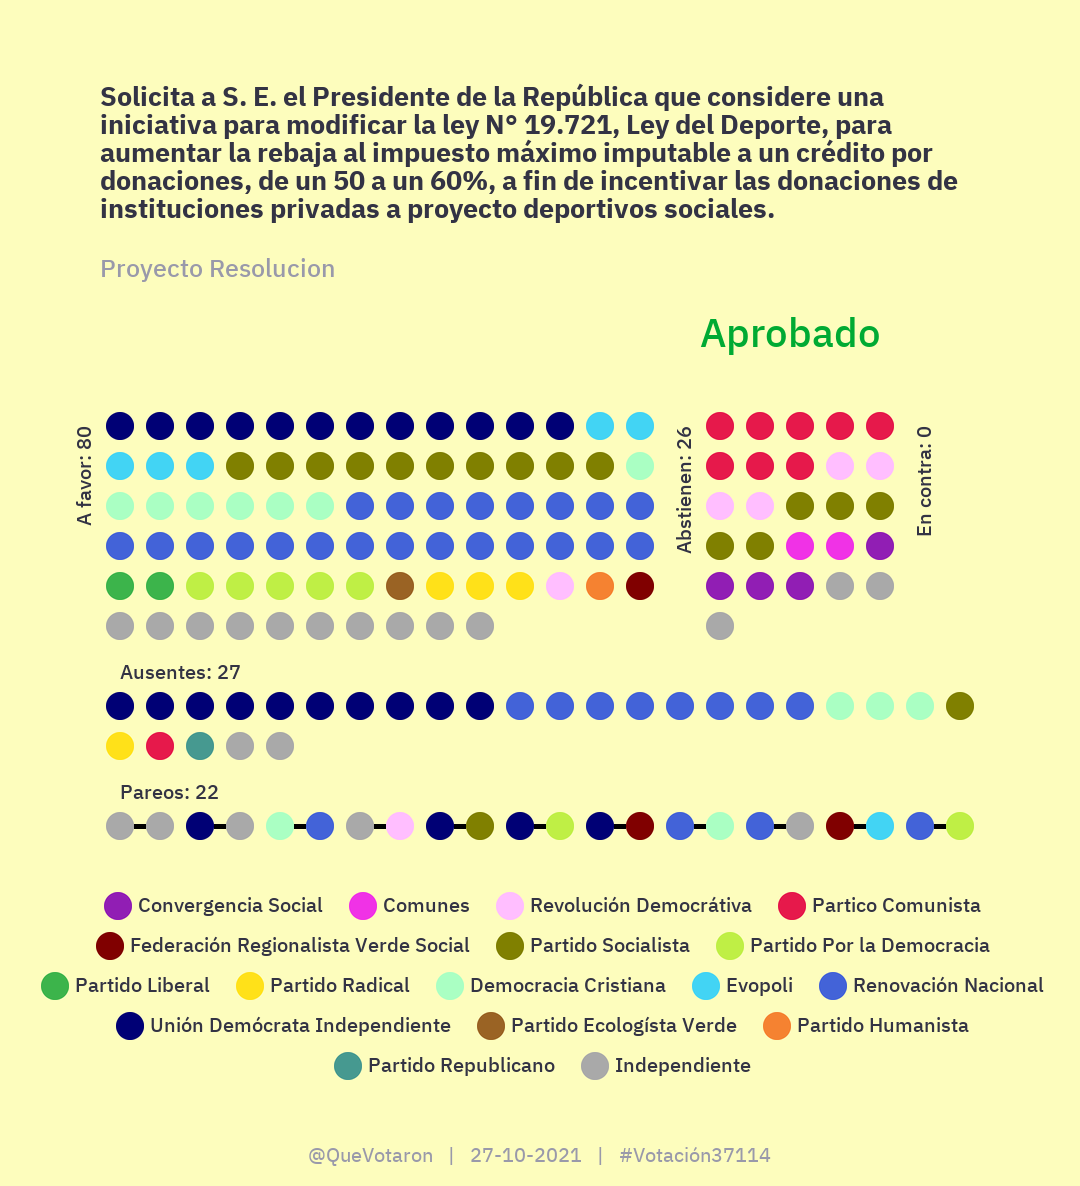 Solicita a S. E. el Presidente de la República que considere una
iniciativa para modificar la ley N° 19.721, Ley del Deporte, para
aumentar la rebaja al impuesto máximo imputable a un crédito por
donaciones, de un 50 a un 60%, a fin de incentivar las donaciones de
instituciones privadas a proyecto deportivos sociales.
Proyecto Resolucion
Aprobado
A favor: 80
Abstienen: 26
En contra: 0
Ausentes: 27
Pareos: 22
Convergencia Social Comunes Revolución Democrátiva Partico Comunista
Federación Regionalista Verde Social Partido Socialista Partido Por la Democracia
Partido Liberal Partido Radical Democracia Cristiana Evopoli Renovación Nacional
Unión Demócrata Independiente Partido Ecologísta Verde Partido Humanista
Partido Republicano Independiente
@QueVotaron | 27-10-2021 | #Votación37114